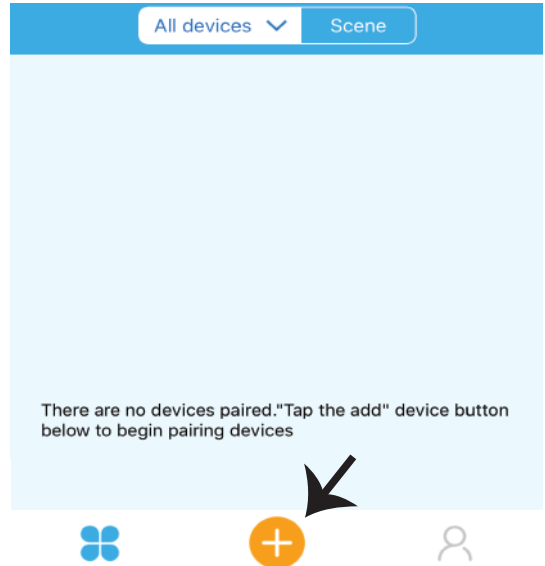 All devices Scene
There are no devices paired."Tap the add" device button
below to begin pairing devices